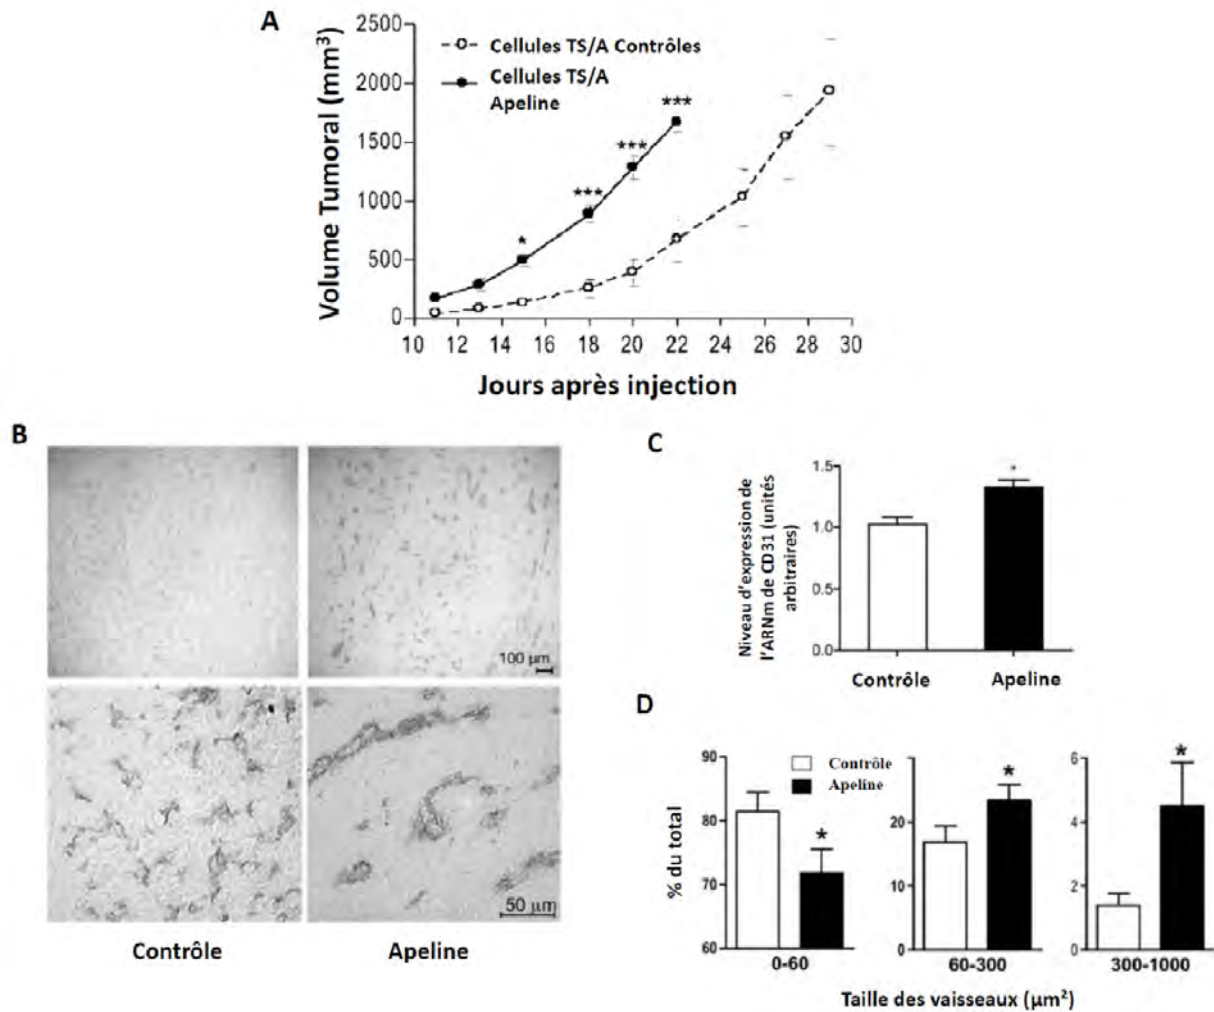 A
Volume Tumoral (mm³)
2500
2000
1500
1000
500
0
Cellules TS/A Contrôles
Cellules TS/A
Apeline
*
***
***
***
10 12 14 16 18 20 22 24 26 28 30
Jours après injection
B
100 µm
50 µm
Contrôle Apeline
C
Niveau d'expression de
l'ARNm de CD31 (unités
arbitraires)
1.5
1.0
0.5
0.0
*
Contrôle Apeline
D
% du total
90
80
70
60
*
0-60
Contrôle
Apeline
20
10
0
*
60-300
6
4
2
0
*
300-1000
Taille des vaisseaux (µm²)